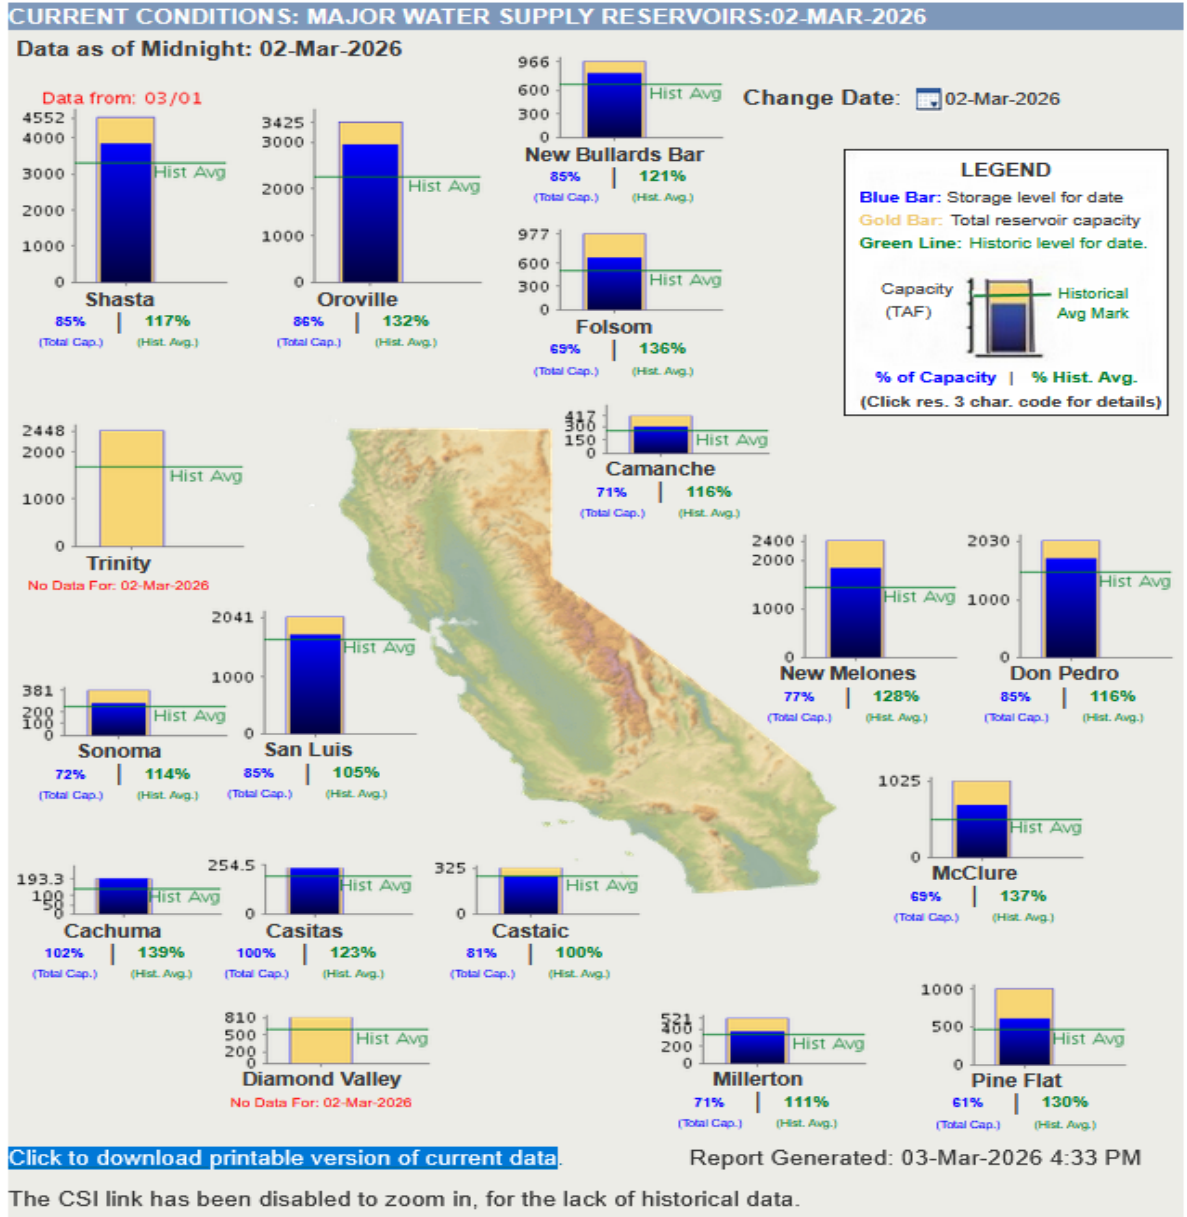 CURRENT CONDITIONS: MAJOR WATER SUPPLY RESERVOIRS:02-MAR-2026
Data as of Midnight: 02-Mar-2026
Change Date: 02-Mar-2026
Data from: 03/01
4552
4000
3000
2000
1000
0
Hist Avg
Shasta
85% | 117%
(Total Cap.) (Hist. Avg.)
3425
3000
2000
1000
0
Hist Avg
Oroville
86% | 132%
(Total Cap.) (Hist. Avg.)
966
600
300
0
Hist Avg
New Bullards Bar
85% | 121%
(Total Cap.) (Hist. Avg.)
977
600
300
0
Hist Avg
Folsom
69% | 136%
(Total Cap.) (Hist. Avg.)
LEGEND
Blue Bar: Storage level for date
Gold Bar: Total reservoir capacity
Green Line: Historic level for date.
Capacity
(TAF)
Historical
Avg Mark
% of Capacity | % Hist. Avg.
(Click res. 3 char. code for details)
2448
2000
1000
0
Hist Avg
Trinity
No Data For: 02-Mar-2026
417
300
150
0
Hist Avg
Camanche
71% | 116%
(Total Cap.) (Hist. Avg.)
2400
2000
1000
0
Hist Avg
New Melones
77% | 128%
(Total Cap.) (Hist. Avg.)
2030
1000
0
Hist Avg
Don Pedro
85% | 116%
(Total Cap.) (Hist. Avg.)
381
200
100
0
Hist Avg
Sonoma
72% | 114%
(Total Cap.) (Hist. Avg.)
2041
1000
0
Hist Avg
San Luis
85% | 105%
(Total Cap.) (Hist. Avg.)
1025
0
Hist Avg
McClure
69% | 137%
(Total Cap.) (Hist. Avg.)
193.3
100
50
0
Hist Avg
Cachuma
102% | 139%
(Total Cap.) (Hist. Avg.)
254.5
0
Hist Avg
Casitas
100% | 123%
(Total Cap.) (Hist. Avg.)
325
0
Hist Avg
Castaic
81% | 100%
(Total Cap.) (Hist. Avg.)
810
500
200
0
Hist Avg
Diamond Valley
No Data For: 02-Mar-2026
521
400
200
0
Hist Avg
Millerton
71% | 111%
(Total Cap.) (Hist. Avg.)
1000
500
0
Hist Avg
Pine Flat
61% | 130%
(Total Cap.) (Hist. Avg.)
Click to download printable version of current data.
Report Generated: 03-Mar-2026 4:33 PM
The CSI link has been disabled to zoom in, for the lack of historical data.